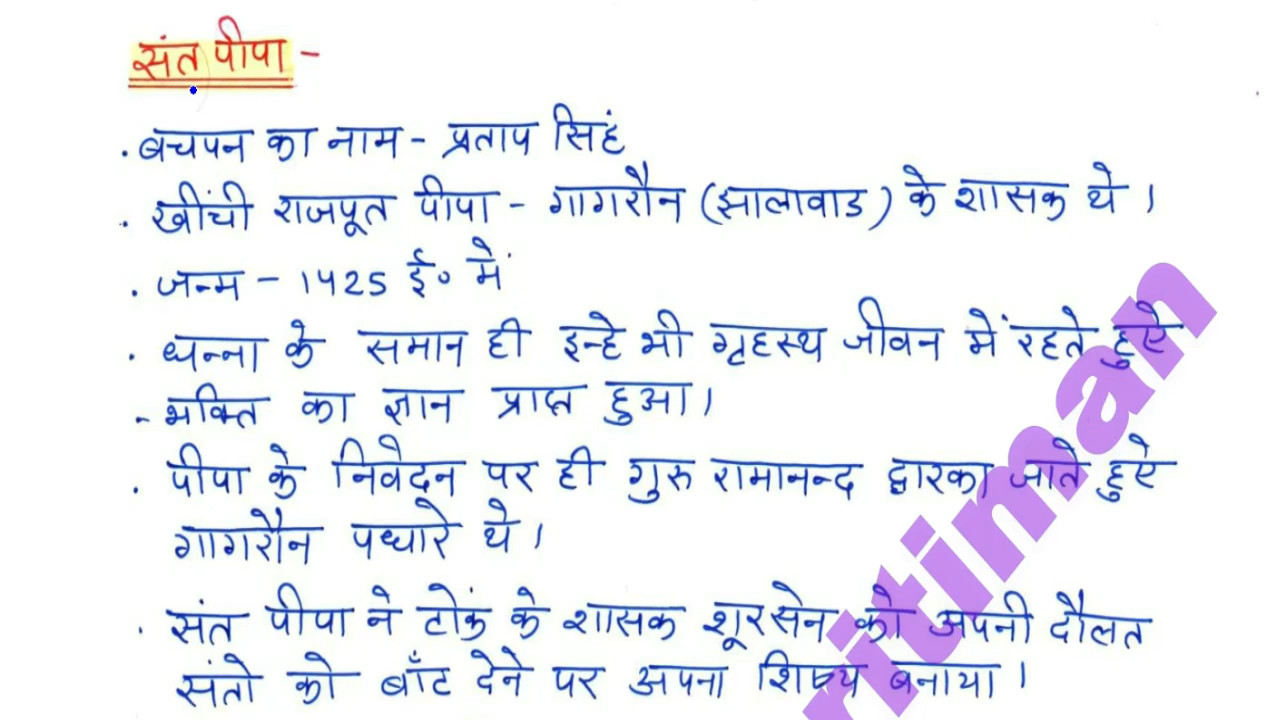 संत पीपा -
. बचपन का नाम - प्रताप सिहं
. खींची राजपूत पीपा - गागरौन (झालावाड) के शासक थे ।
. जन्म - 1425 ई० में
. धन्ना के समान ही इन्हे भी गृहस्थ जीवन में रहते हुऐ
- भक्ति का ज्ञान प्राप्त हुआ ।
. पीपा के निवेदन पर ही गुरु रामानन्द द्वारका जाते हुऐ
गागरौन पधारे थे ।
. संत पीपा ने टोंक के शासक शूरसेन को अपनी दौलत
संतो को बाँट देने पर अपना शिष्य बनाया ।
ritiman